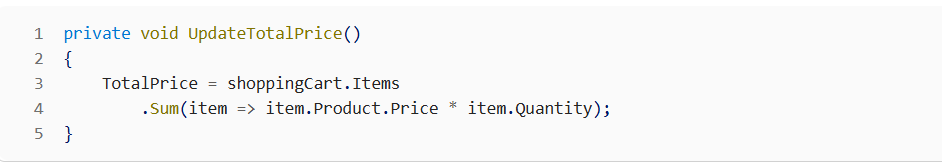 1 private void UpdateTotalPrice()
2 {
3     TotalPrice = shoppingCart.Items
4         .Sum(item => item.Product.Price * item.Quantity);
5 }